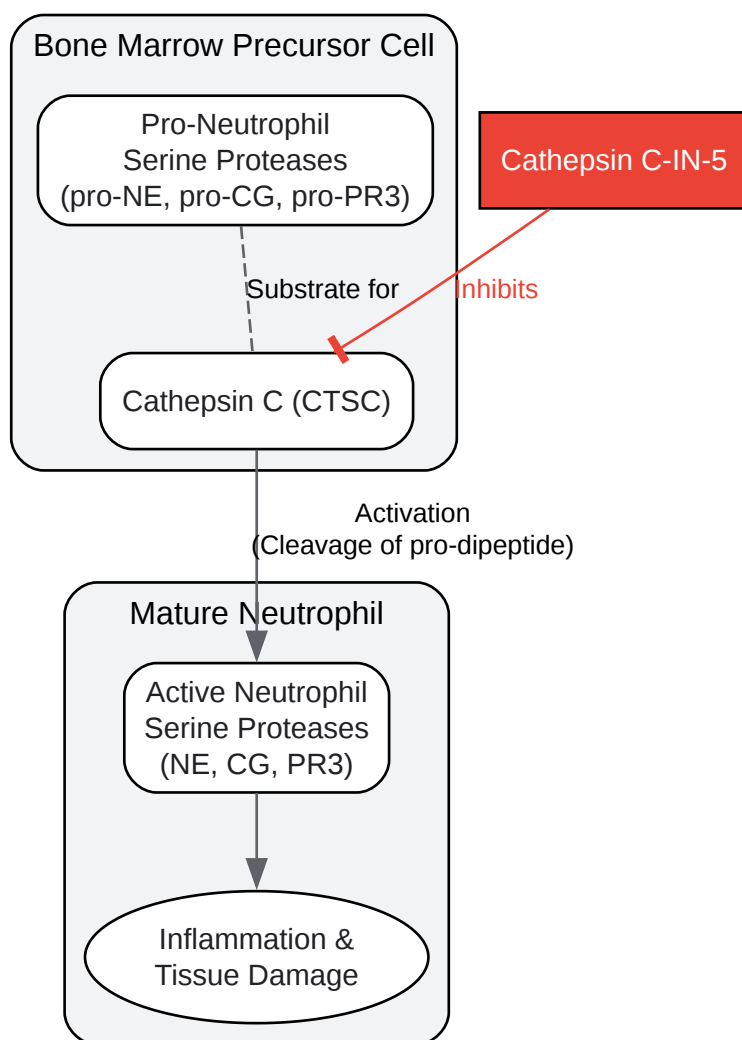 Bone Marrow Precursor Cell
Pro-Neutrophil
Serine Proteases
(pro-NE, pro-CG, pro-PR3)
Cathepsin C-IN-5
Substrate for
Inhibits
Cathepsin C (CTSC)
Activation
(Cleavage of pro-dipeptide)
Mature Neutrophil
Active Neutrophil
Serine Proteases
(NE, CG, PR3)
Inflammation &
Tissue Damage